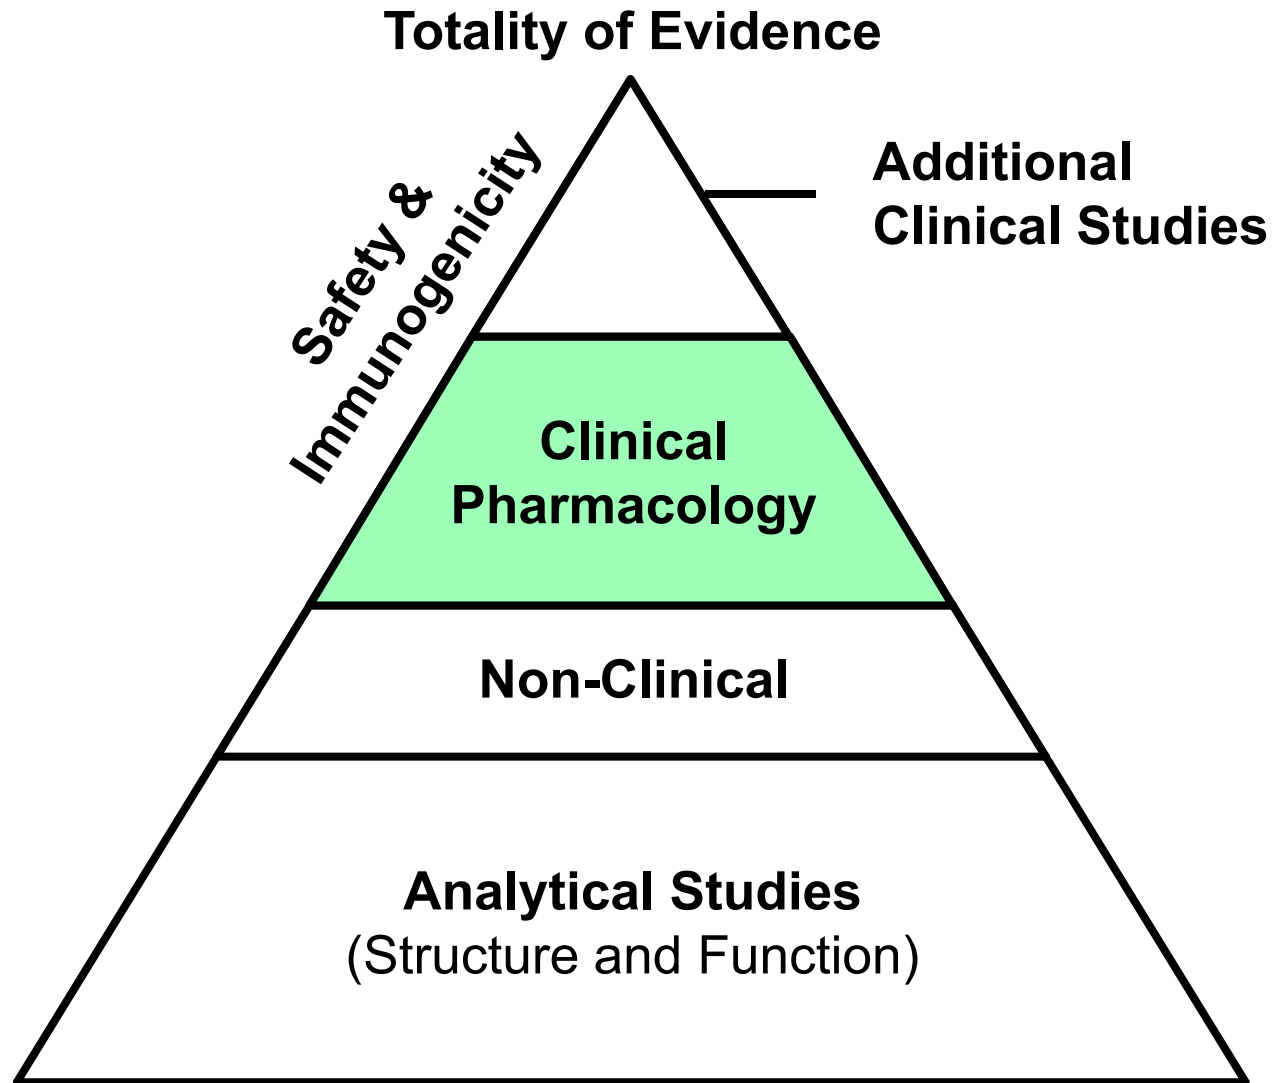 Totality of Evidence
Safety &
Immunogenicity
Additional
Clinical Studies
Clinical
Pharmacology
Non-Clinical
Analytical Studies
(Structure and Function)